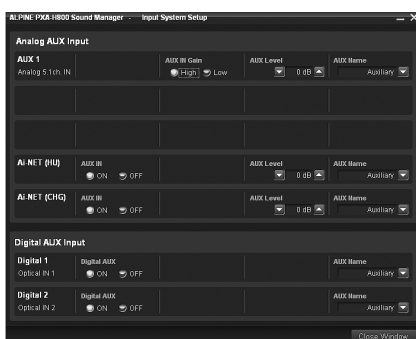 ALPINE PXA-H800 Sound Manager - Input System Setup
Analog AUX Input
AUX 1 AUX IN Gain AUX Level AUX Name
Analog 5.1ch. IN High Low 0 dB Auxiliary
Ai-NET (HU) AUX IN AUX Level AUX Name
ON OFF 0 dB Auxiliary
Ai-NET (CHG) AUX IN AUX Level AUX Name
ON OFF 0 dB Auxiliary
Digital AUX Input
Digital 1 Digital AUX AUX Name
Optical IN 1 ON OFF Auxiliary
Digital 2 Digital AUX AUX Name
Optical IN 2 ON OFF Auxiliary
Close Window